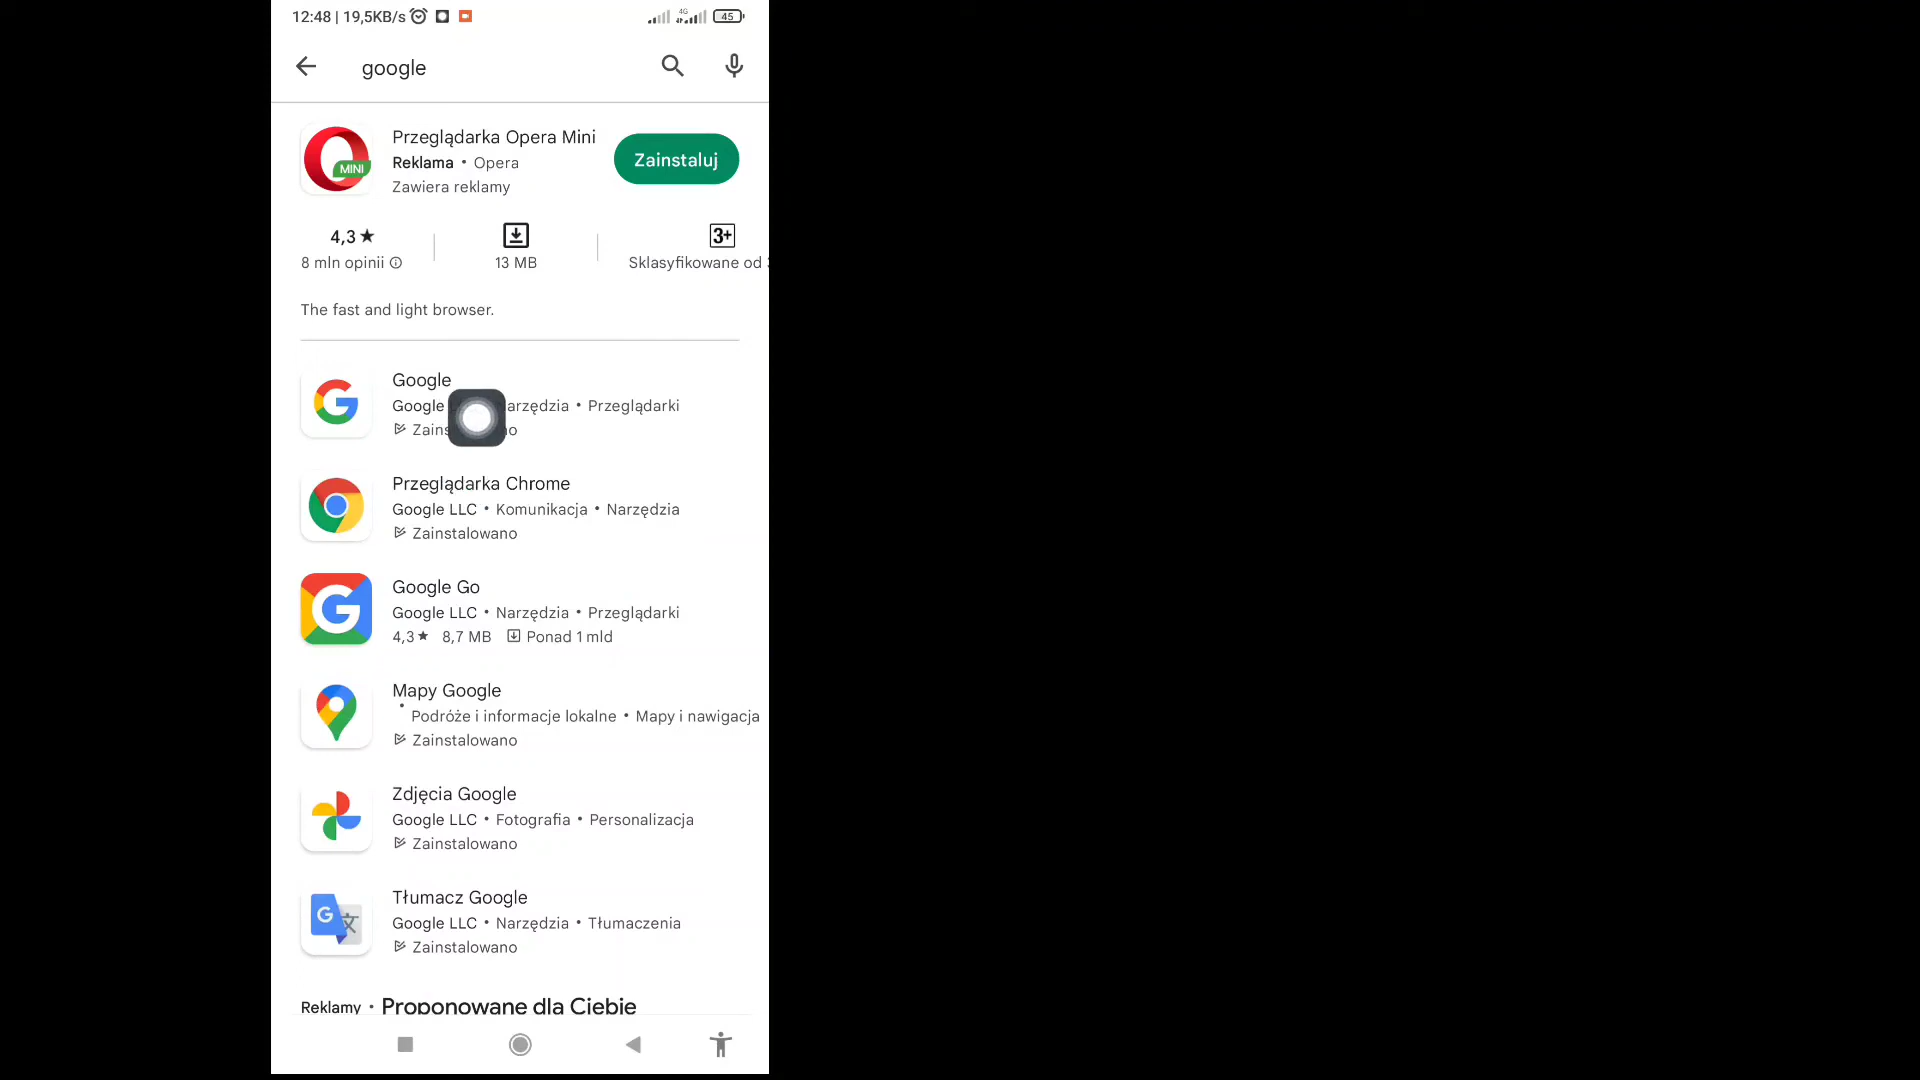 12:48 | 19,5KB/s 4G 45
google
Przeglądarka Opera Mini
Reklama • Opera
Zawiera reklamy
MINI
Zainstaluj
4,3★ 3+
8 mln opinii 13 MB Sklasyfikowane od
The fast and light browser.
Google
Google • Przeglądarki
Przeglądarka Chrome
Google LLC • Komunikacja • Narzędzia
Zainstalowano
Google Go
Google LLC • Narzędzia • Przeglądarki
4,3★ 8,7 MB Ponad 1 mld
Mapy Google
• Podróże i informacje lokalne • Mapy i nawigacja
Zainstalowano
Zdjęcia Google
Google LLC • Fotografia • Personalizacja
Zainstalowano
Tłumacz Google
Google LLC • Narzędzia • Tłumaczenia
Zainstalowano
Reklamy • Proponowane dla Ciebie